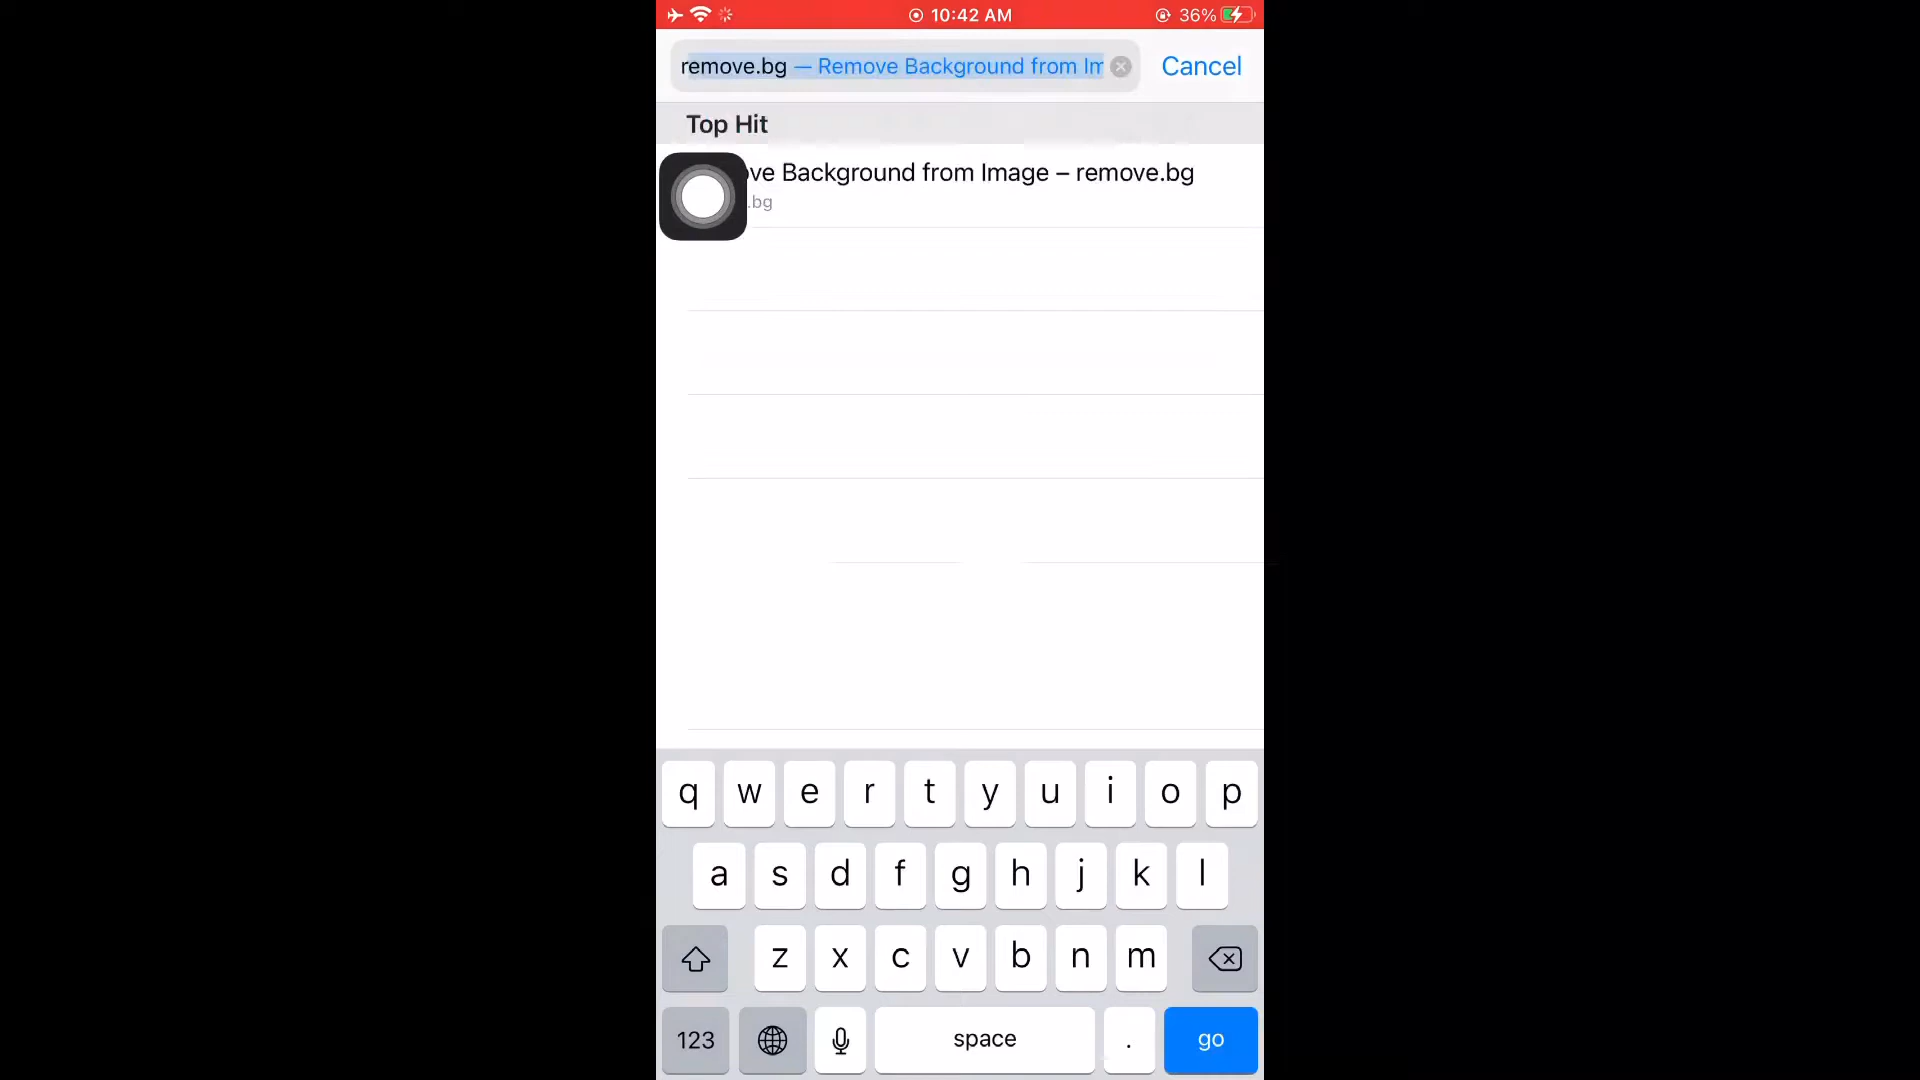 10:42 AM
36%
remove.bg — Remove Background from Im
Cancel
Top Hit
ve Background from Image – remove.bg
.bg
q w e r t y u i o p
a s d f g h j k l
z x c v b n m
123 space . go